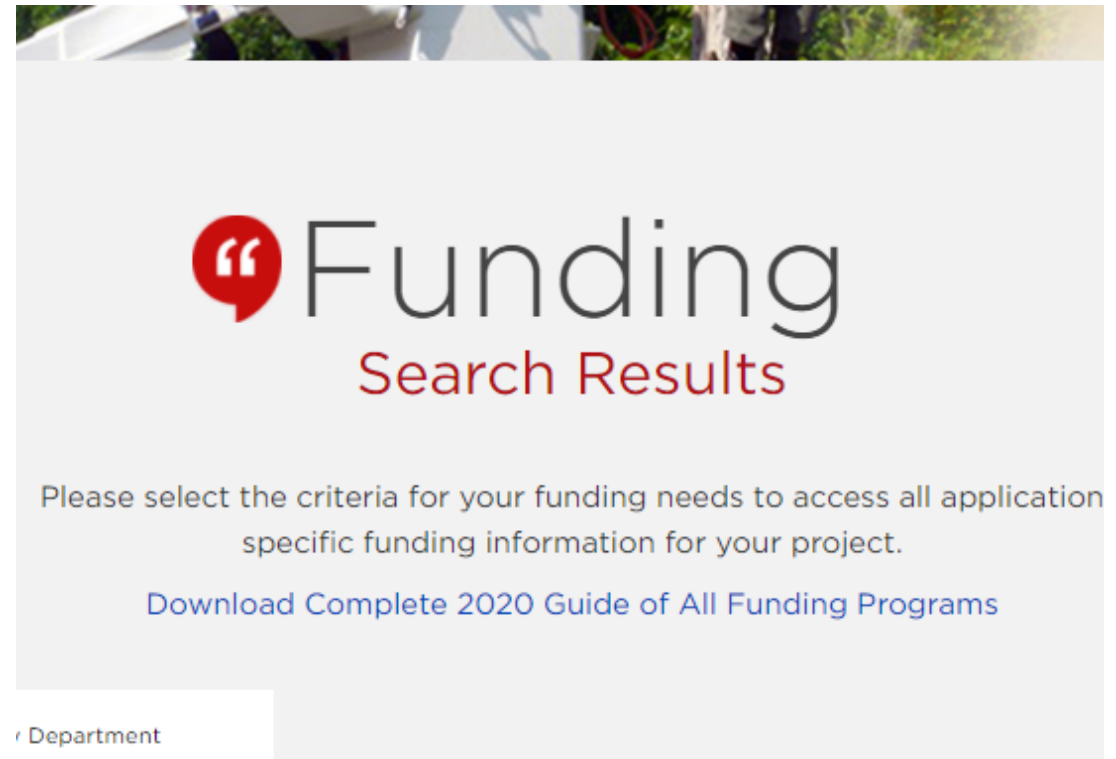 Funding
Search Results
Please select the criteria for your funding needs to access all application
specific funding information for your project.
Download Complete 2020 Guide of All Funding Programs
Department